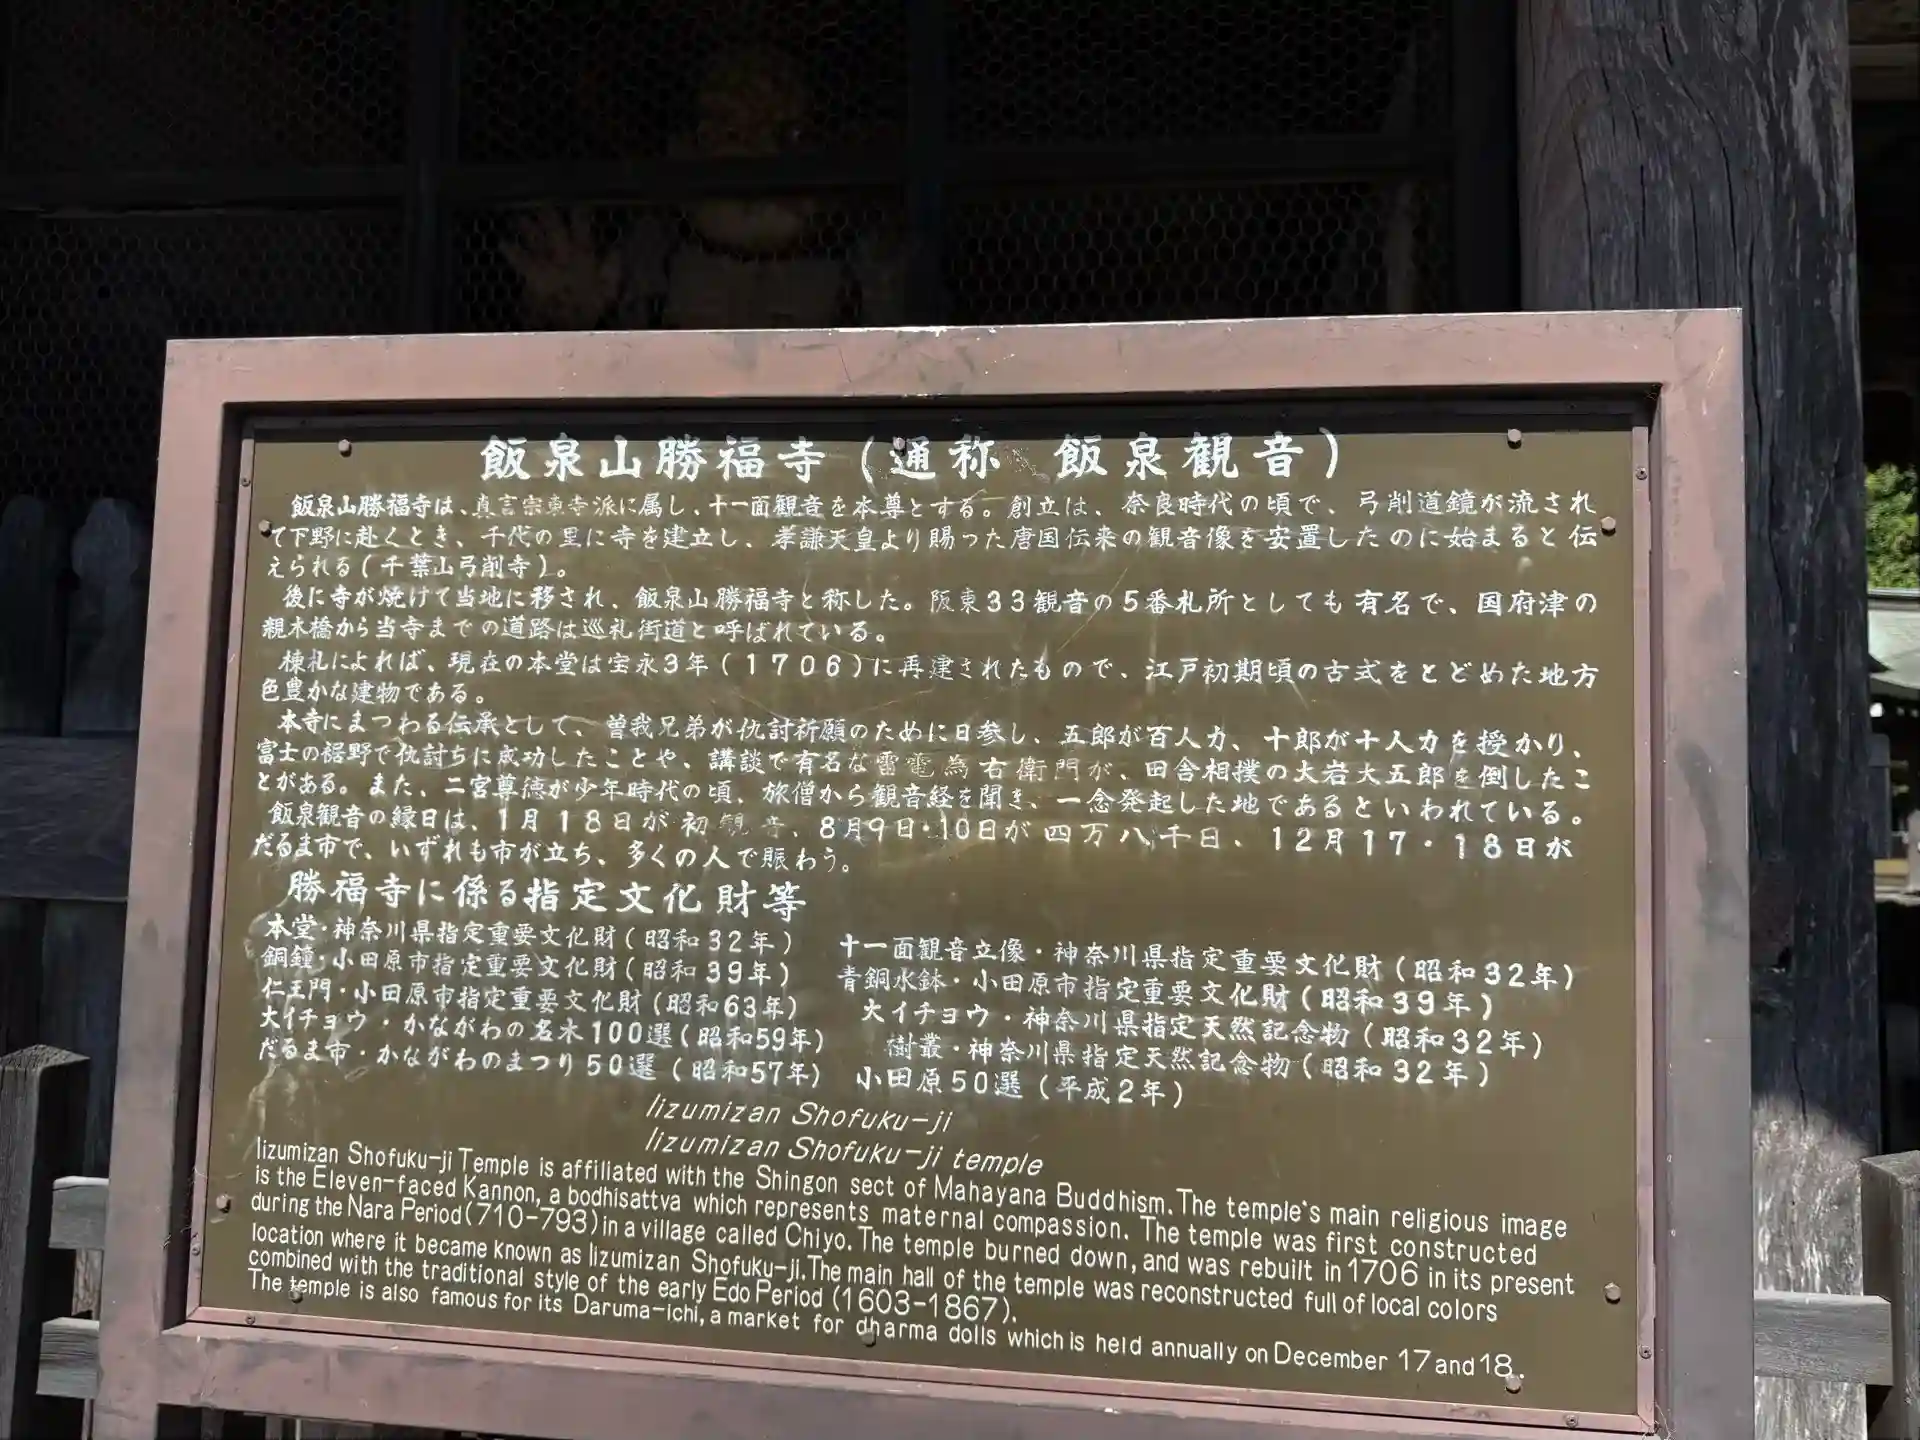 飯泉山勝福寺（通称　飯泉観音）
飯泉山勝福寺は、真言宗東寺派に属し、十一面観音を本尊とする。創立は、奈良時代の頃で、弓削道鏡が流され
て下野に赴くとき、千代の里に寺を建立し、孝謙天皇より賜った唐国伝来の観音像を安置したのに始まると伝
えられる（千葉山弓削寺）。
後に寺が焼けて当地に移され、飯泉山勝福寺と称した。阪東３３観音の５番札所としても有名で、国府津の
親木橋から当寺までの道路は巡礼街道と呼ばれている。
棟札によれば、現在の本堂は宝永３年（１７０６）に再建されたもので、江戸初期頃の古式をとどめた地方
色豊かな建物である。
本寺にまつわる伝承として、曽我兄弟が仇討祈願のために日参し、五郎が百人力、十郎が十人力を授かり、
富士の裾野で仇討ちに成功したことや、講談で有名な雷電為右衛門が、田舎相撲の大岩大五郎を倒したこ
とがある。また、二宮尊徳が少年時代の頃、旅僧から観音経を聞き、一念発起した地であるといわれている。
飯泉観音の縁日は、１月１８日が初観音、８月９日・１０日が四万八千日、１２月１７・１８日が
だるま市で、いずれも市が立ち、多くの人で賑わう。
勝福寺に係る指定文化財等
本堂・神奈川県指定重要文化財（昭和３２年）　十一面観音立像・神奈川県指定重要文化財（昭和３２年）
銅鐘・小田原市指定重要文化財（昭和３９年）　青銅水鉢・小田原市指定重要文化財（昭和３９年）
仁王門・小田原市指定重要文化財（昭和63年）　大イチョウ・神奈川県指定天然記念物（昭和３２年）
大イチョウ・かながわの名木１００選（昭和59年）　樹叢・神奈川県指定天然記念物（昭和３２年）
だるま市・かながわのまつり５０選（昭和57年）　小田原５０選（平成２年）
Iizumizan Shofuku-ji
Iizumizan Shofuku-ji temple
Iizumizan Shofuku-ji Temple is affiliated with the Shingon sect of Mahayana Buddhism. The temple's main religious image
is the Eleven-faced Kannon, a bodhisattva which represents maternal compassion. The temple was first constructed
during the Nara Period(710-793)in a village called Chiyo. The temple burned down, and was rebuilt in 1706 in its present
location where it became known as Iizumizan Shofuku-ji. The main hall of the temple was reconstructed full of local colors
combined with the traditional style of the early Edo Period (1603-1867).
The temple is also famous for its Daruma-ichi, a market for dharma dolls which is held annually on December 17 and 18.